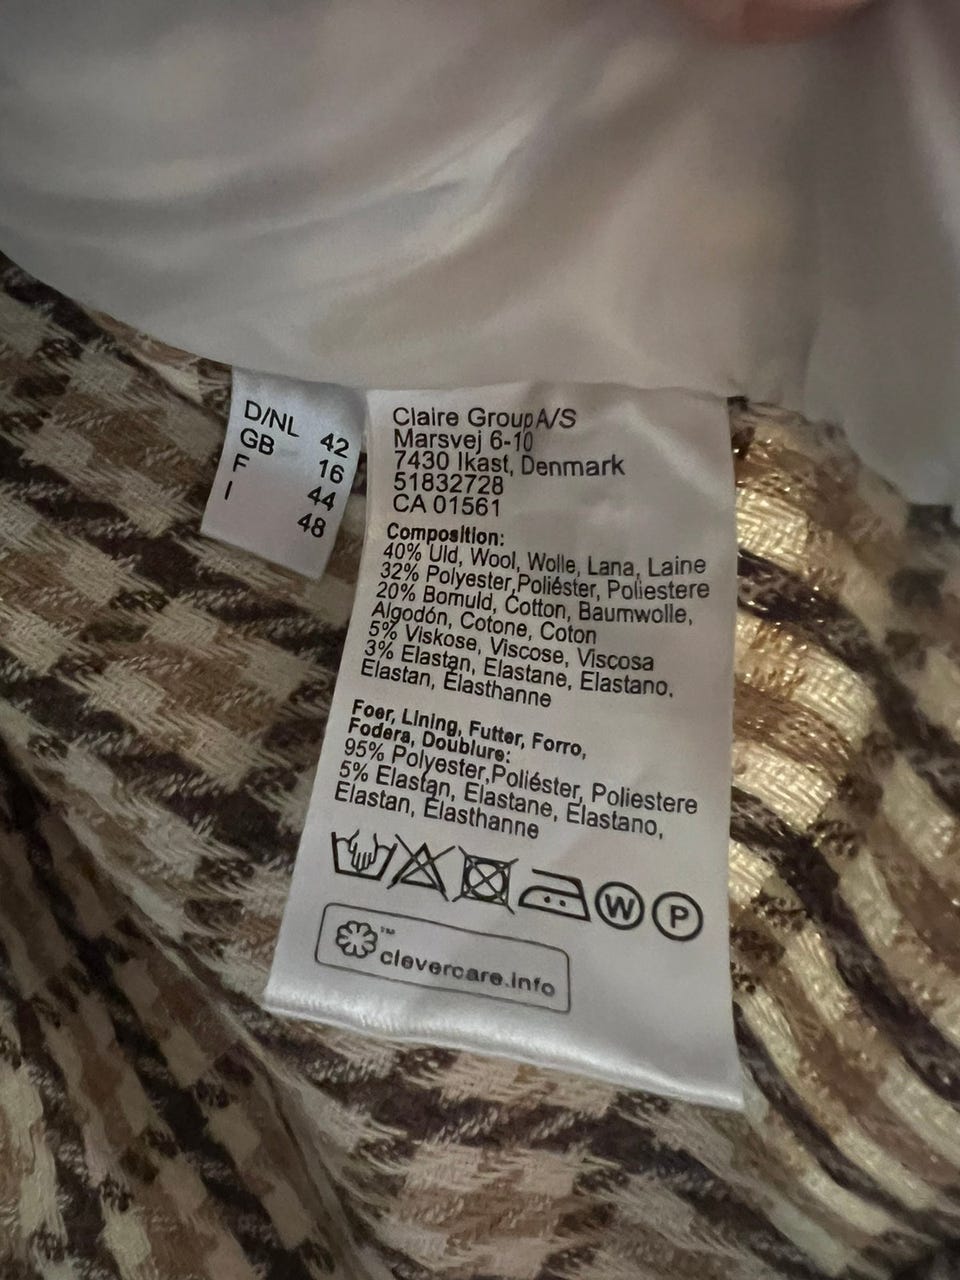 D/NL 42
GB 16
F 44
I 48
Claire Group A/S
Marsvej 6-10
7430 Ikast, Denmark
51832728
CA 01561
Composition:
40% Uld, Wool, Wolle, Lana, Laine
32% Polyester,Poliéster, Poliestere
20% Bomuld, Cotton, Baumwolle,
Algodón, Cotone, Coton
5% Viskose, Viscose, Viscosa
3% Elastan, Elastane, Elastano,
Elastan, Élasthanne
Foer, Lining, Futter, Forro,
Fodera, Doublure:
95% Polyester,Poliéster, Poliestere
5% Elastan, Elastane, Elastano,
Elastan, Élasthanne
W P
™ clevercare.info